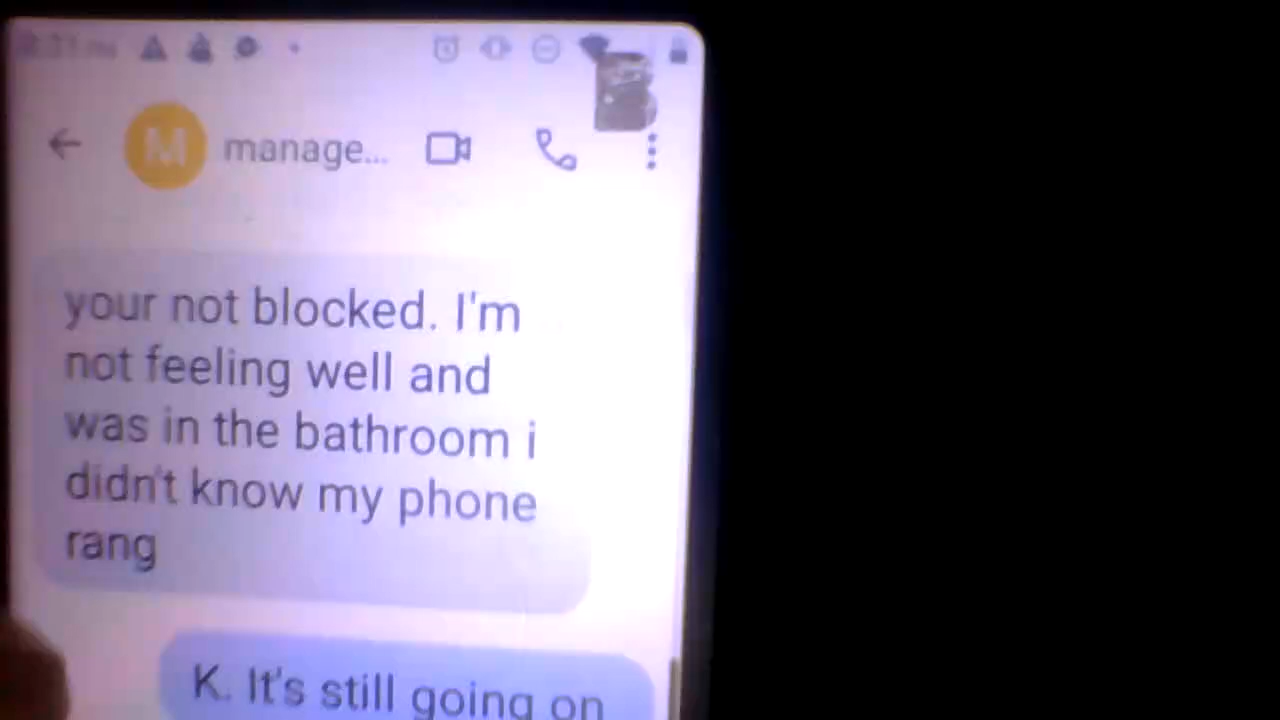 M manage...
your not blocked. I'm
not feeling well and
was in the bathroom i
didn't know my phone
rang
K. It's still going on